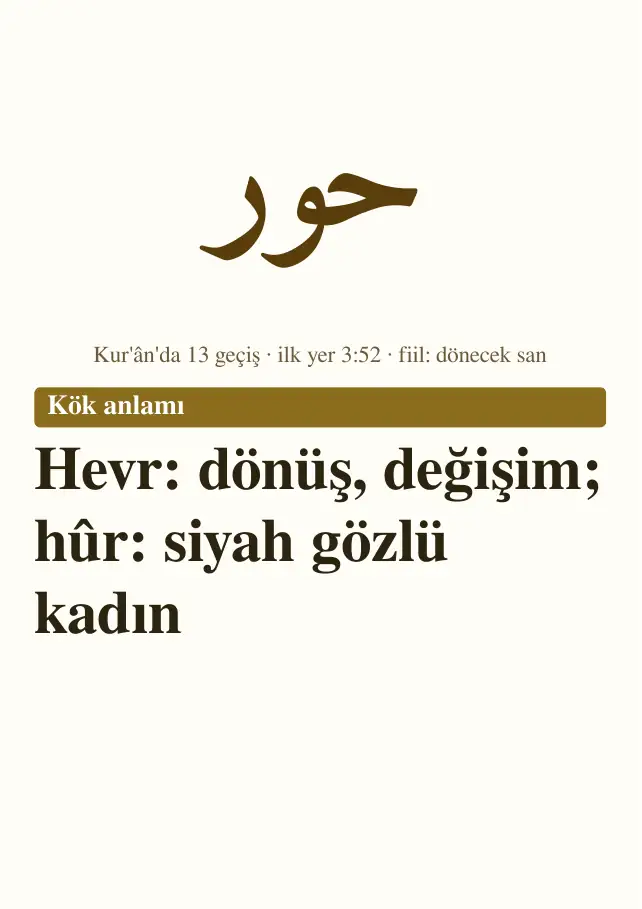 حور
Kur'ân'da 13 geçiş · ilk yer 3:52 · fiil: dönecek san
Kök anlamı
Hevr: dönüş, değişim;
hûr: siyah gözlü
kadın